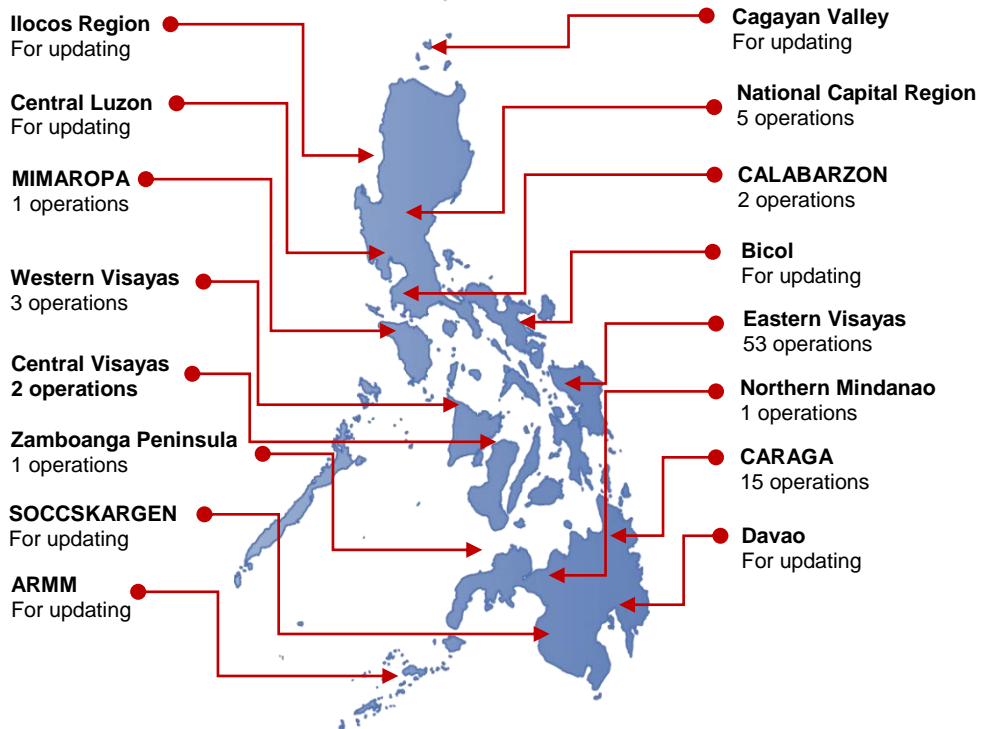 Ilocos Region
For updating
Central Luzon
For updating
MIMAROPA
1 operations
Western Visayas
3 operations
Central Visayas
2 operations
Zamboanga Peninsula
1 operations
SOCCSKARGEN
For updating
ARMM
For updating
Cagayan Valley
For updating
National Capital Region
5 operations
CALABARZON
2 operations
Bicol
For updating
Eastern Visayas
53 operations
Northern Mindanao
1 operations
CARAGA
15 operations
Davao
For updating